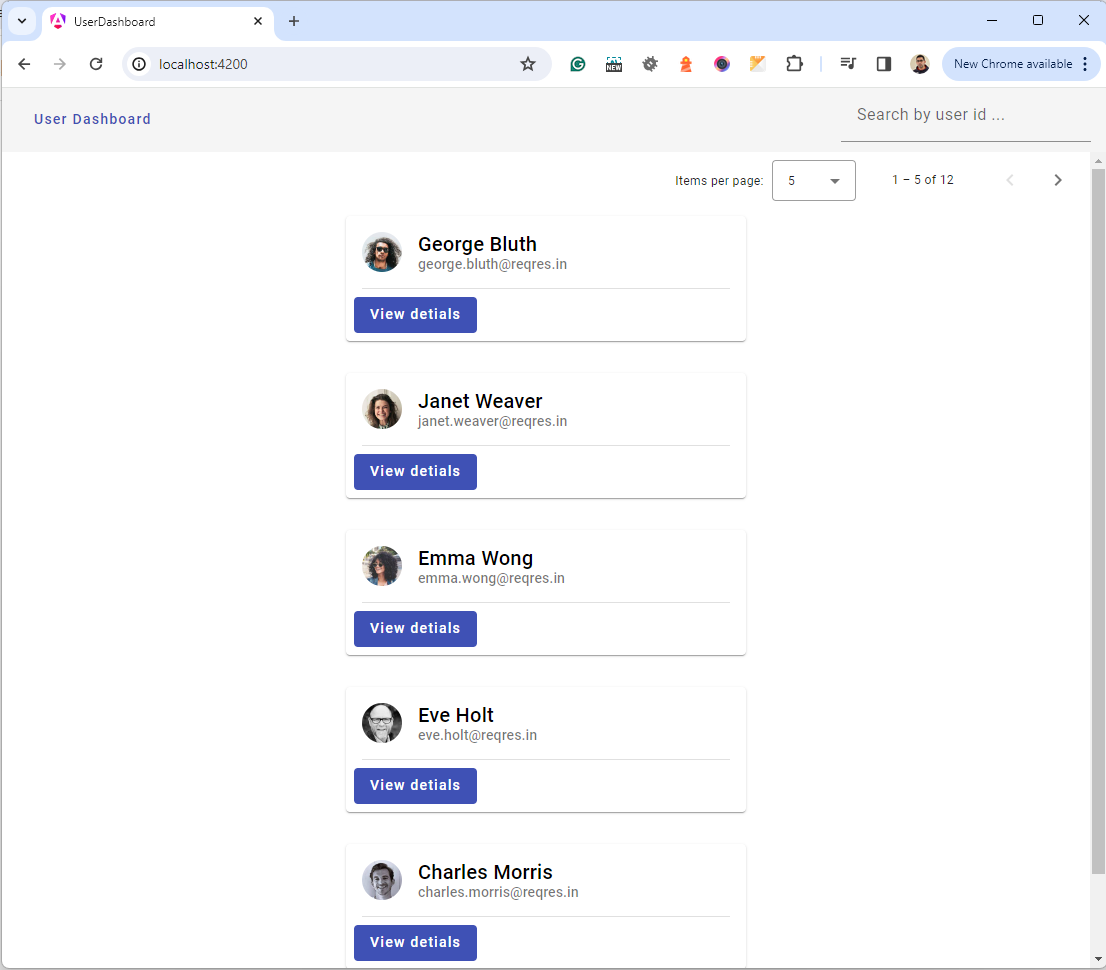 UserDashboard
localhost:4200
NEW
New Chrome available
User Dashboard
Search by user id ...
Items per page: 5 1 – 5 of 12
George Bluth
george.bluth@reqres.in
View detials
Janet Weaver
janet.weaver@reqres.in
View detials
Emma Wong
emma.wong@reqres.in
View detials
Eve Holt
eve.holt@reqres.in
View detials
Charles Morris
charles.morris@reqres.in
View detials